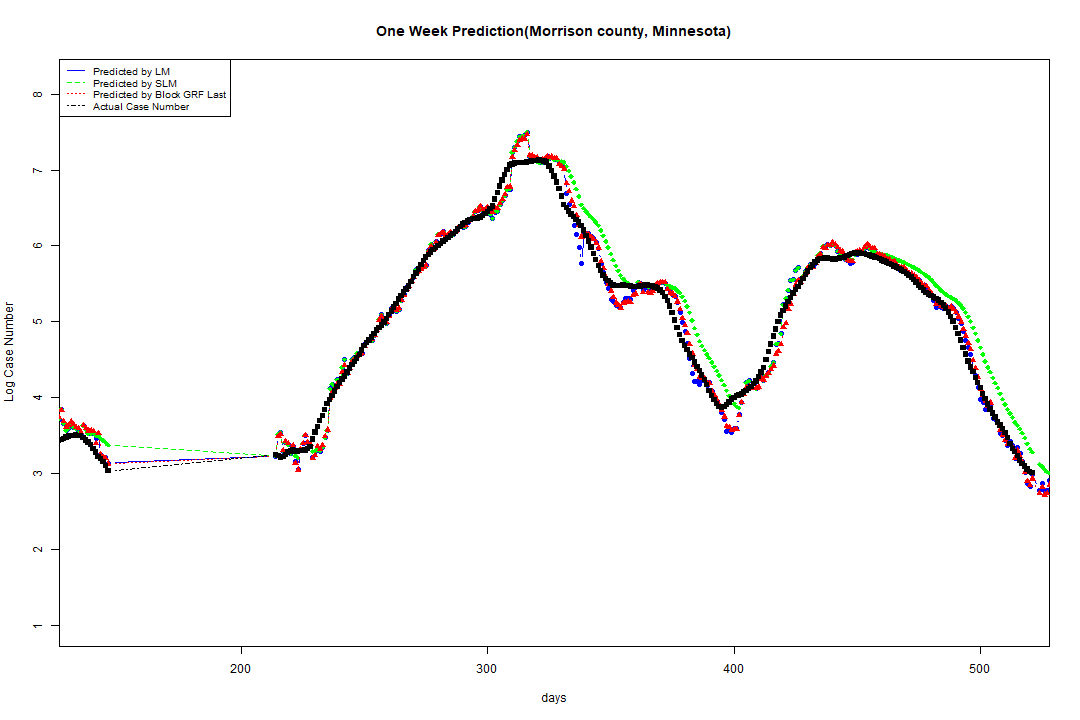 One Week Prediction(Morrison county, Minnesota)
Predicted by LM
Predicted by SLM
Predicted by Block GRF Last
Actual Case Number
Log Case Number
8
7
6
5
4
3
2
1
200 300 400 500
days